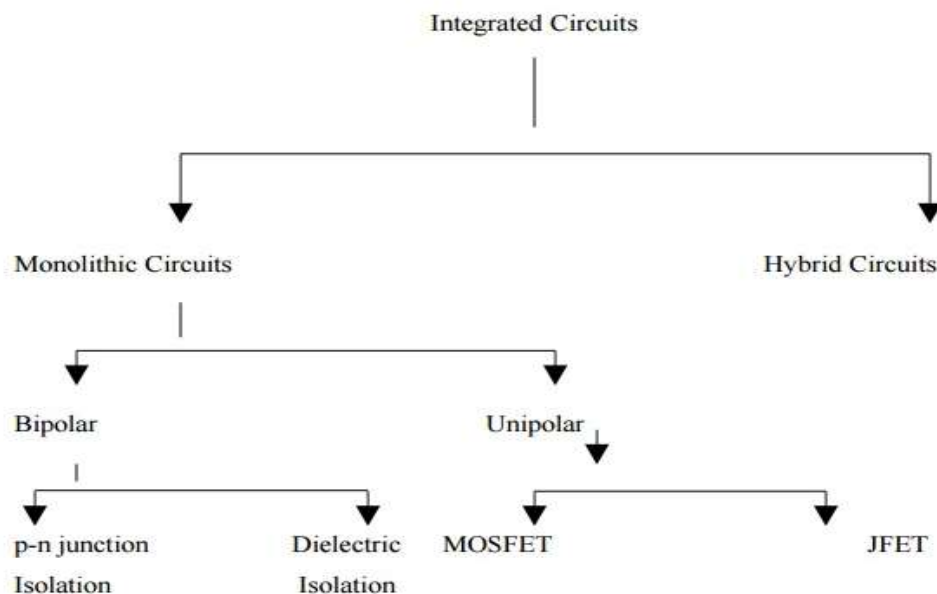 Integrated Circuits
Monolithic Circuits
Hybrid Circuits
Bipolar
Unipolar
p-n junction
Isolation
Dielectric
Isolation
MOSFET
JFET